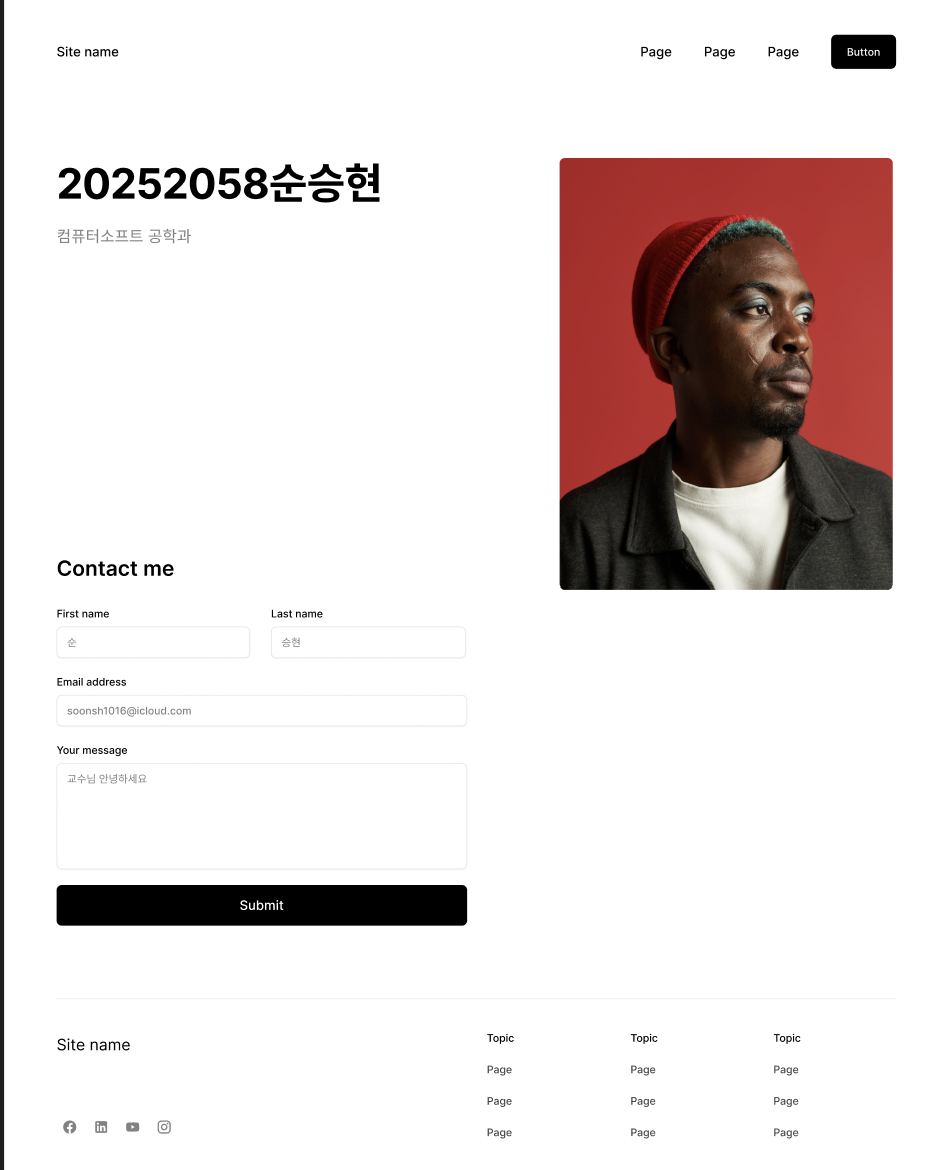 Site name
Page Page Page Button
20252058순승현
컴퓨터소프트 공학과
Contact me
First name Last name
순 승현
Email address
soonsh1016@icloud.com
Your message
교수님 안녕하세요
Submit
Site name
Topic Topic Topic
Page Page Page
Page Page Page
Page Page Page